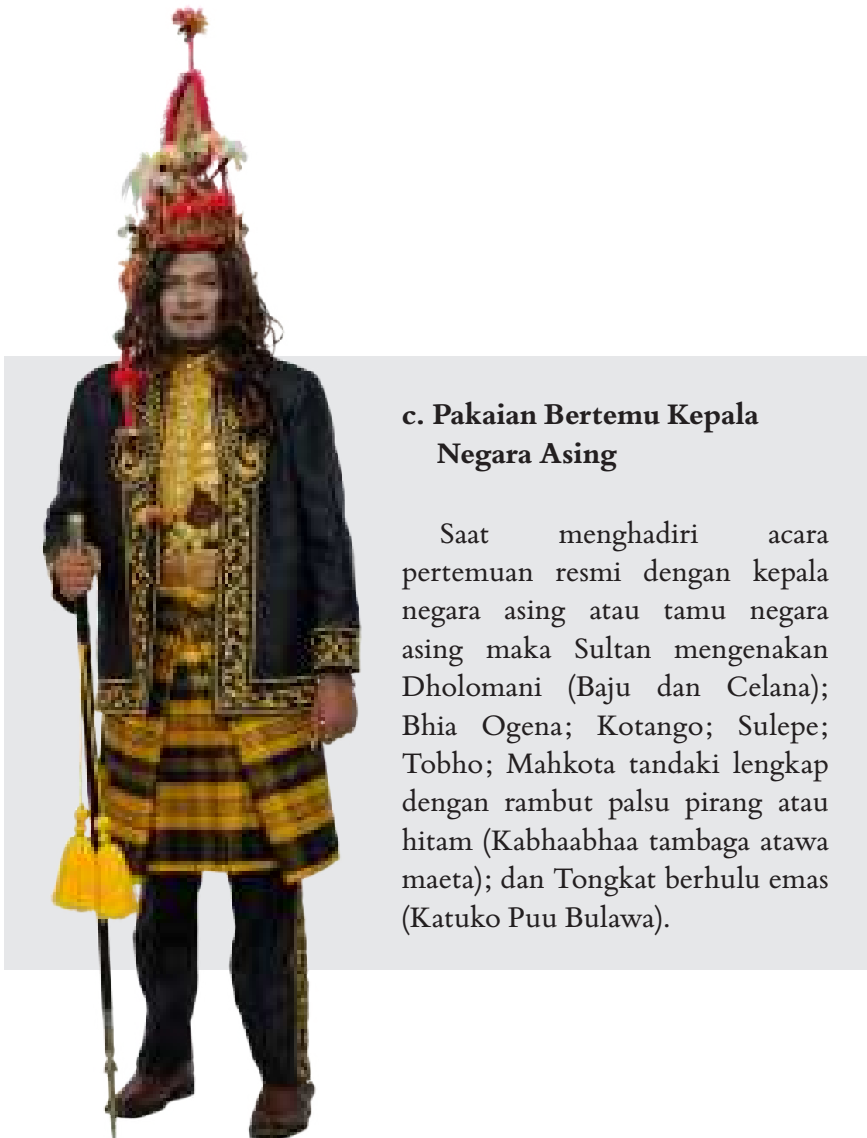 c. Pakaian Bertemu Kepala
Negara Asing
Saat menghadiri acara
pertemuan resmi dengan kepala
negara asing atau tamu negara
asing maka Sultan mengenakan
Dholomani (Baju dan Celana);
Bhia Ogena; Kotango; Sulepe;
Tobho; Mahkota tandaki lengkap
dengan rambut palsu pirang atau
hitam (Kabhaabhaa tambaga atawa
maeta); dan Tongkat berhulu emas
(Katuko Puu Bulawa).